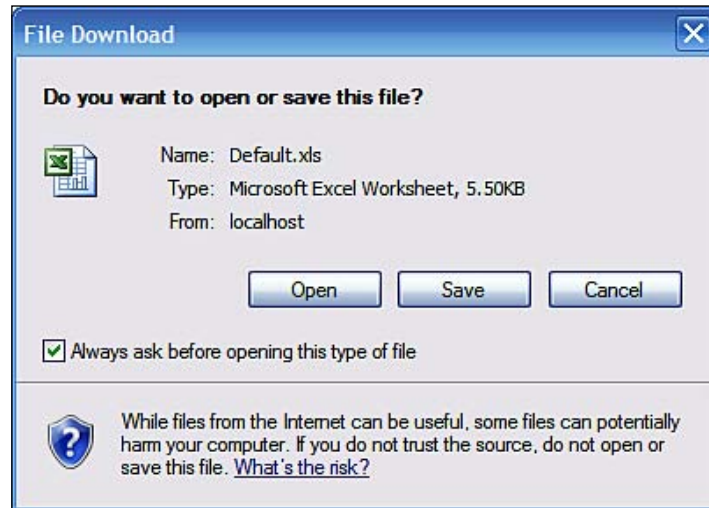 File Download
Do you want to open or save this file?
Name: Default.xls
Type: Microsoft Excel Worksheet, 5.50KB
From: localhost
Open Save Cancel
Always ask before opening this type of file
While files from the Internet can be useful, some files can potentially
harm your computer. If you do not trust the source, do not open or
save this file. What's the risk?